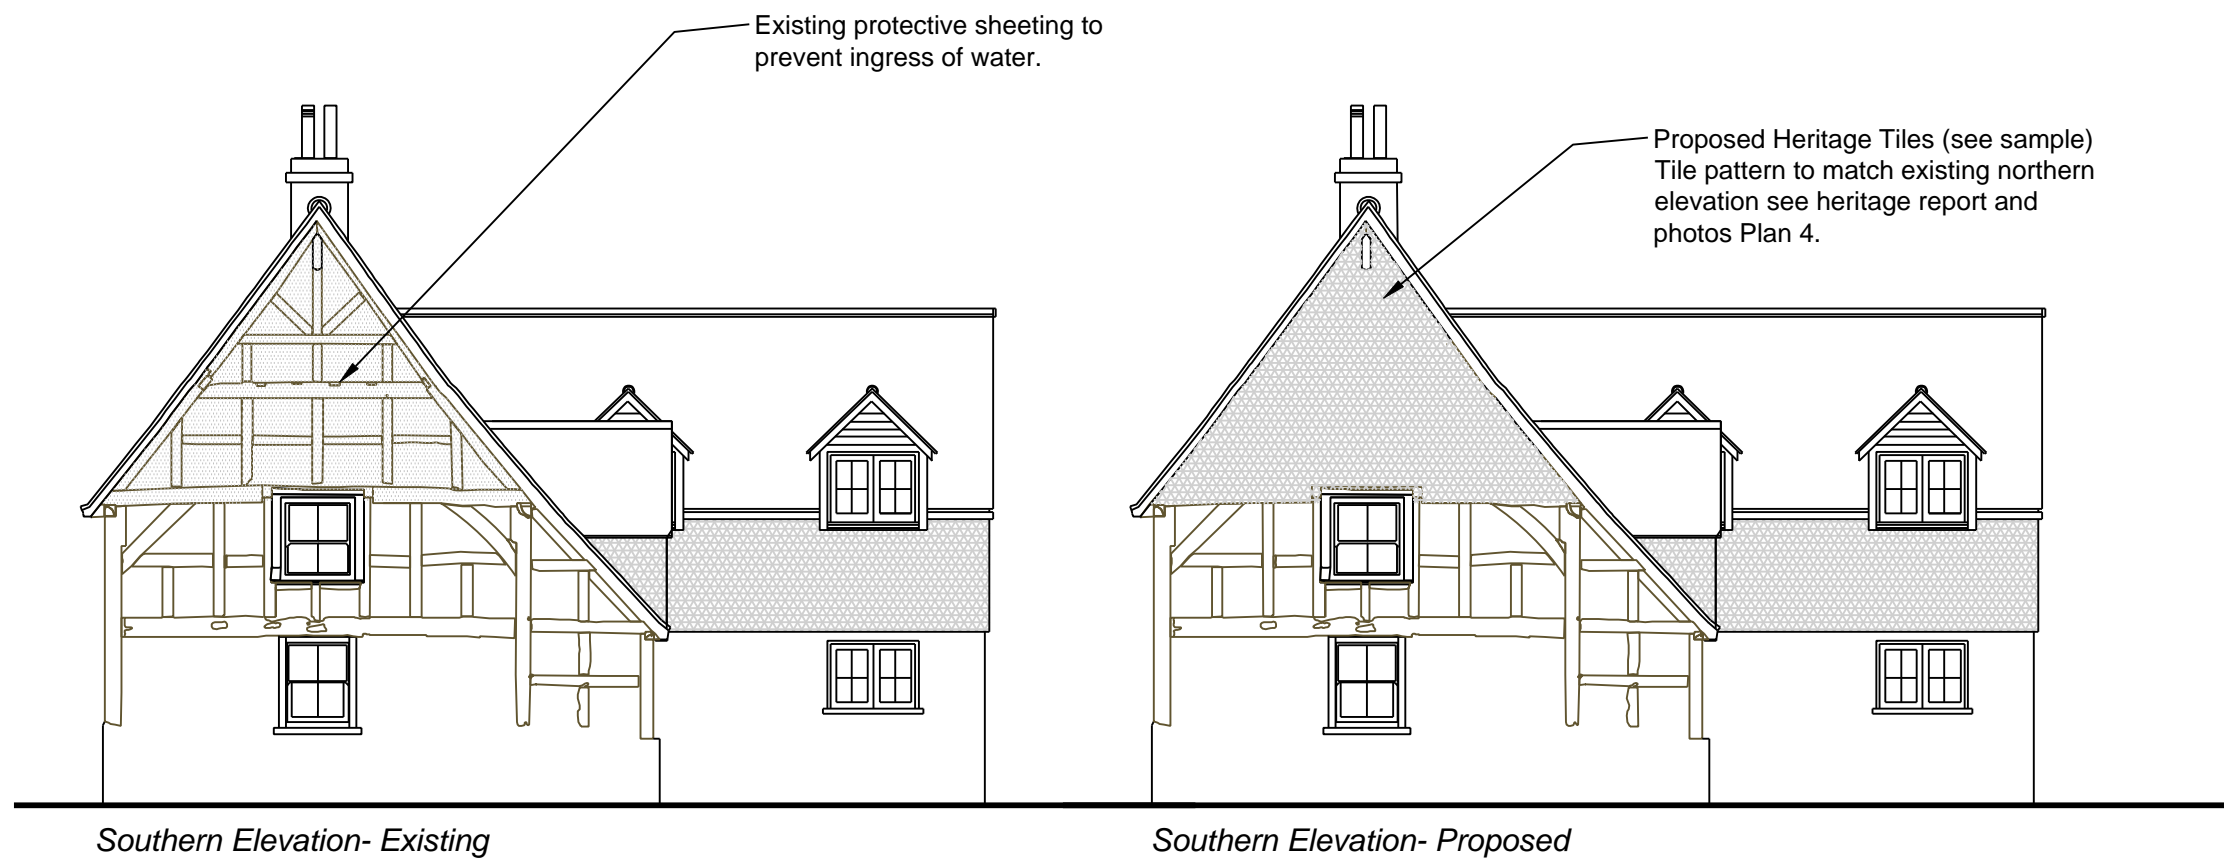 Existing protective sheeting to
prevent ingress of water.
Proposed Heritage Tiles (see sample)
Tile pattern to match existing northern
elevation see heritage report and
photos Plan 4.
Southern Elevation- Existing
Southern Elevation- Proposed